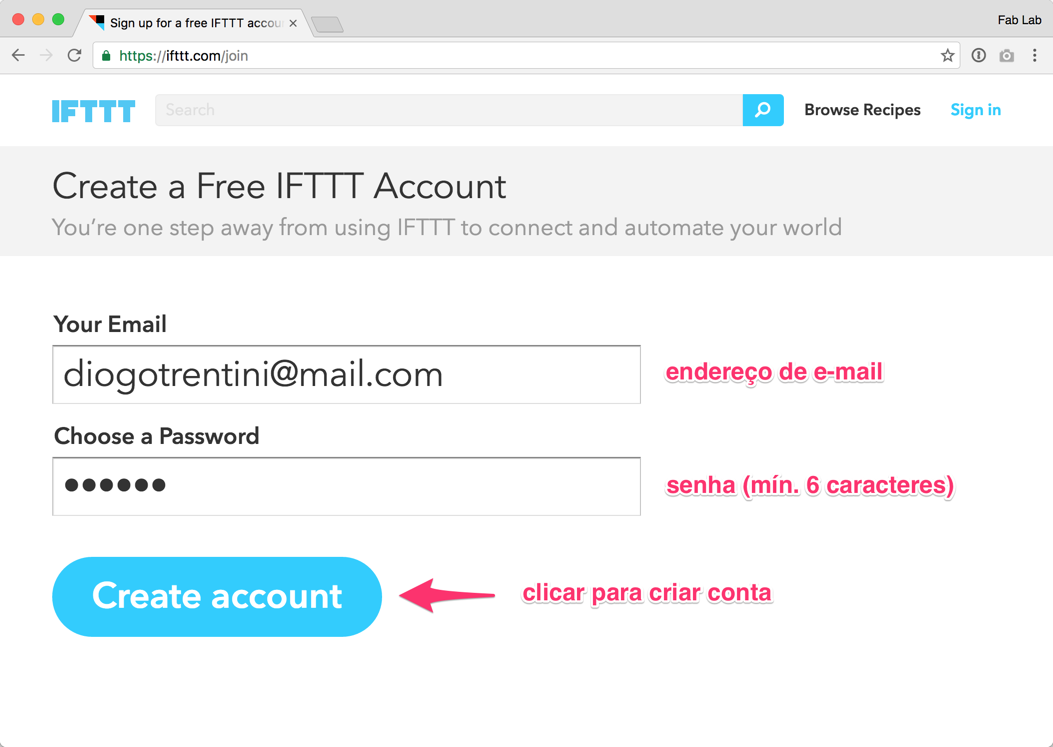 Sign up for a free IFTTT accou
Fab Lab
https://ifttt.com/join
IFTTT
Search
Browse Recipes
Sign in
Create a Free IFTTT Account
You’re one step away from using IFTTT to connect and automate your world
Your Email
diogotrentini@mail.com
endereço de e-mail
Choose a Password
••••••
senha (mín. 6 caracteres)
Create account
clicar para criar conta